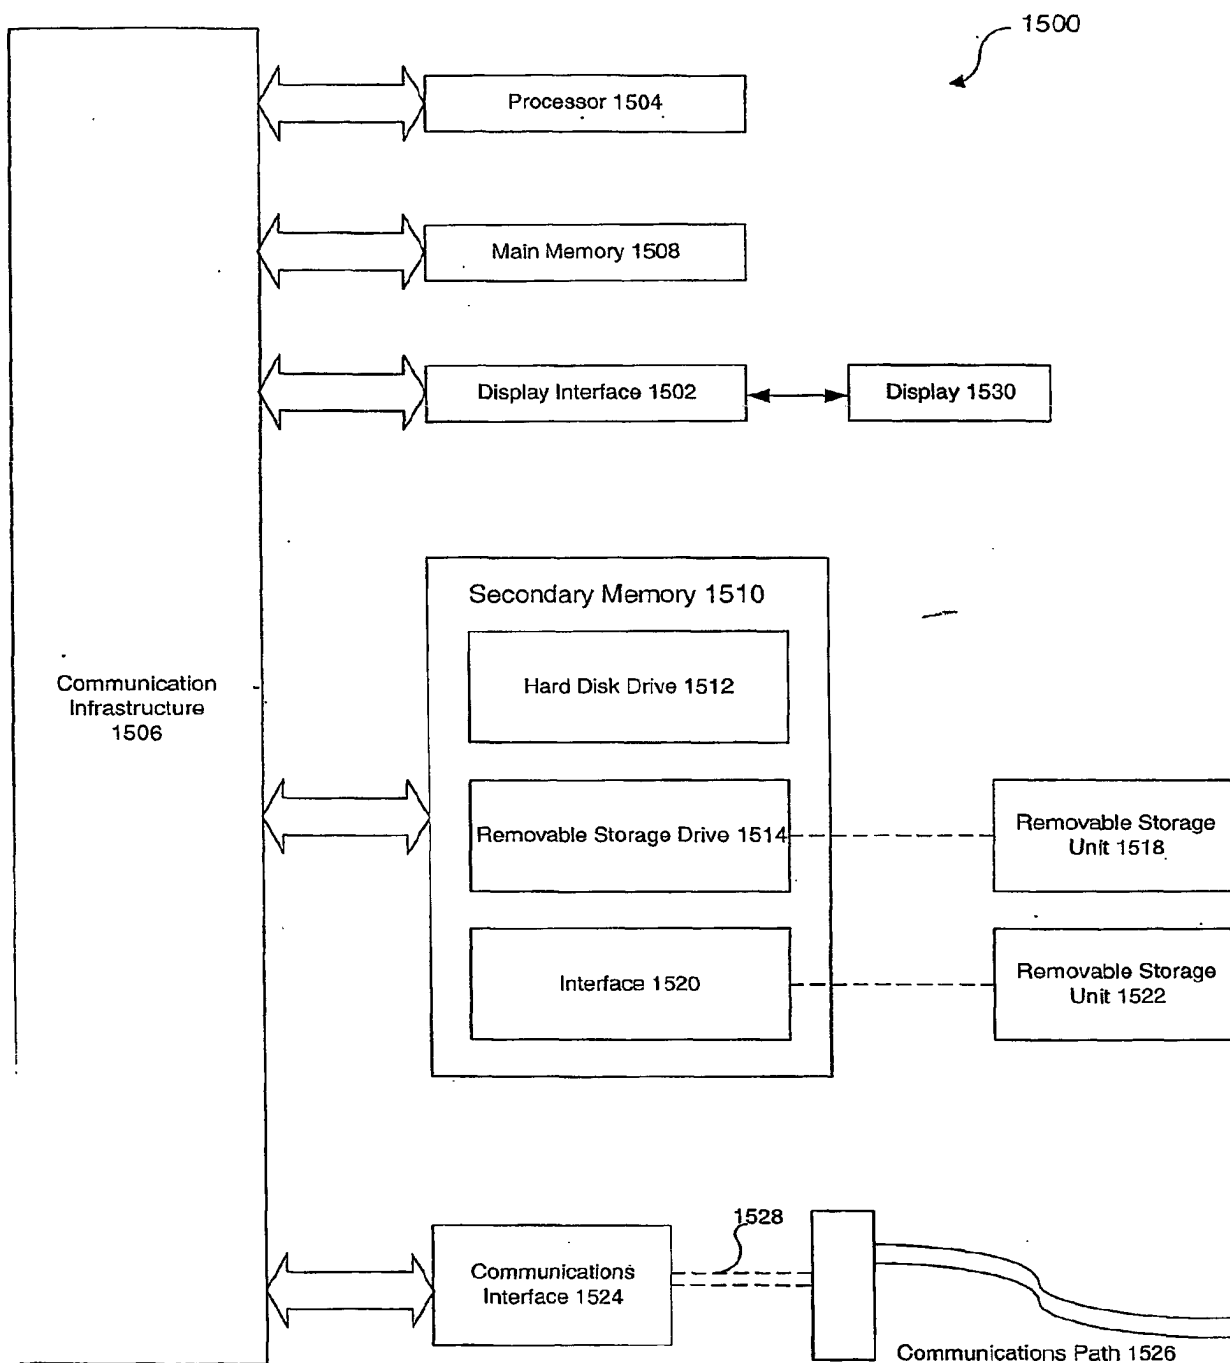 1500
Processor 1504
Main Memory 1508
Display Interface 1502
Display 1530
Secondary Memory 1510
Hard Disk Drive 1512
Communication
Infrastructure
1506
Removable Storage Drive 1514
Removable Storage
Unit 1518
Interface 1520
Removable Storage
Unit 1522
1528
Communications
Interface 1524
Communications Path 1526